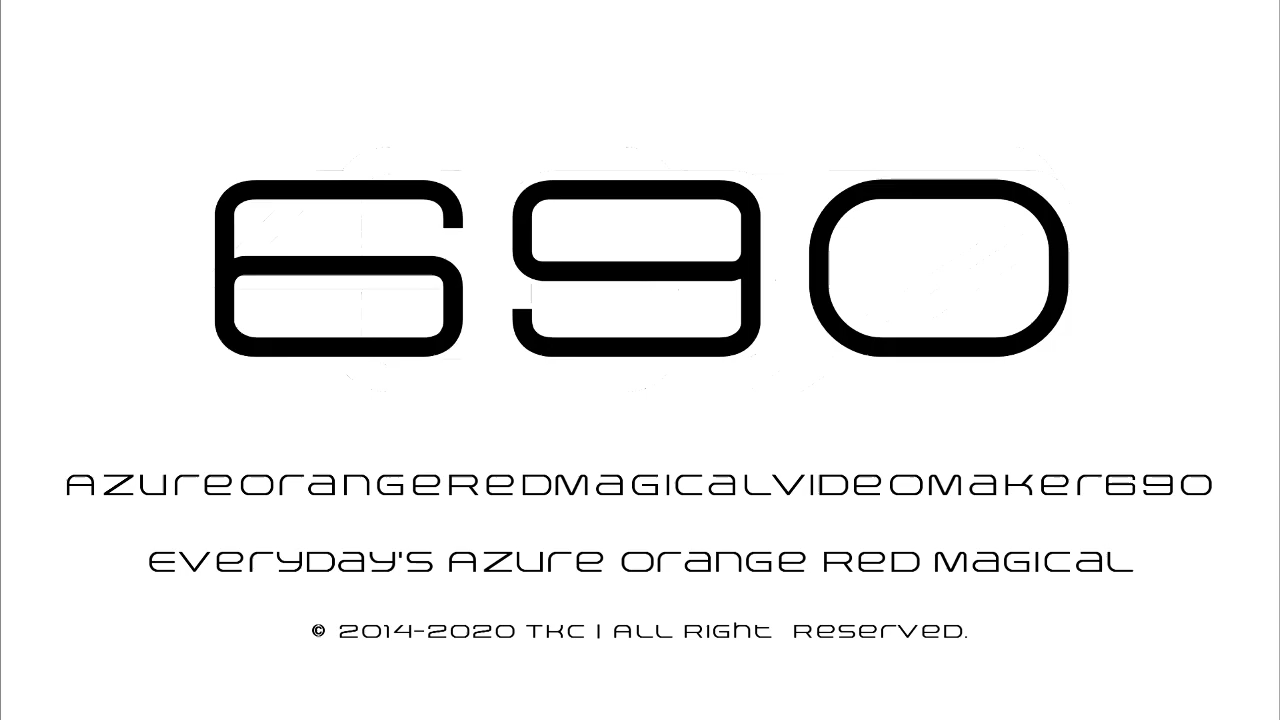 690
AzureOrangeRedMagicalVideoMaker690
Everyday's Azure Orange Red Magical
© 2014-2020 TKC | All Right Reserved.